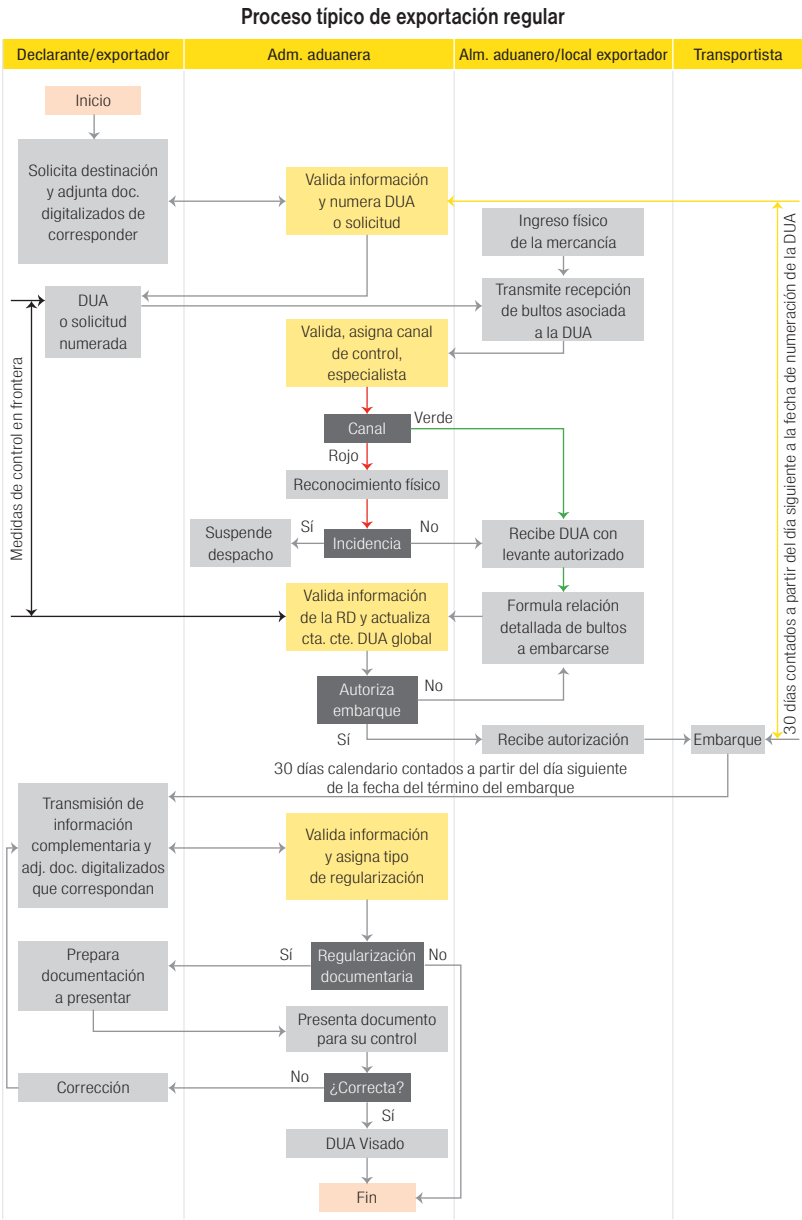 Proceso típico de exportación regular
Declarante/exportador
Adm. aduanera
Alm. aduanero/local exportador
Transportista
Inicio
Solicita destinación
y adjunta doc.
digitalizados de
corresponder
Valida información
y numera DUA
o solicitud
Ingreso físico
de la mercancía
DUA
o solicitud
numerada
Transmite recepción
de bultos asociada
a la DUA
Valida, asigna canal
de control,
especialista
Canal
Verde
Rojo
Reconocimiento físico
Suspende
despacho
Sí
Incidencia
No
Recibe DUA con
levante autorizado
Medidas de control en frontera
Valida información
de la RD y actualiza
cta. cte. DUA global
Formula relación
detallada de bultos
a embarcarse
Autoriza
embarque
No
Sí
Recibe autorización
Embarque
30 días contados a partir del día siguiente a la fecha de numeración de la DUA
30 días calendario contados a partir del día siguiente
de la fecha del término del embarque
Transmisión de
información
complementaria y
adj. doc. digitalizados
que correspondan
Valida información
y asigna tipo
de regularización
Prepara
documentación
a presentar
Sí
Regularización
documentaria
No
Presenta documento
para su control
Corrección
No
¿Correcta?
Sí
DUA Visado
Fin